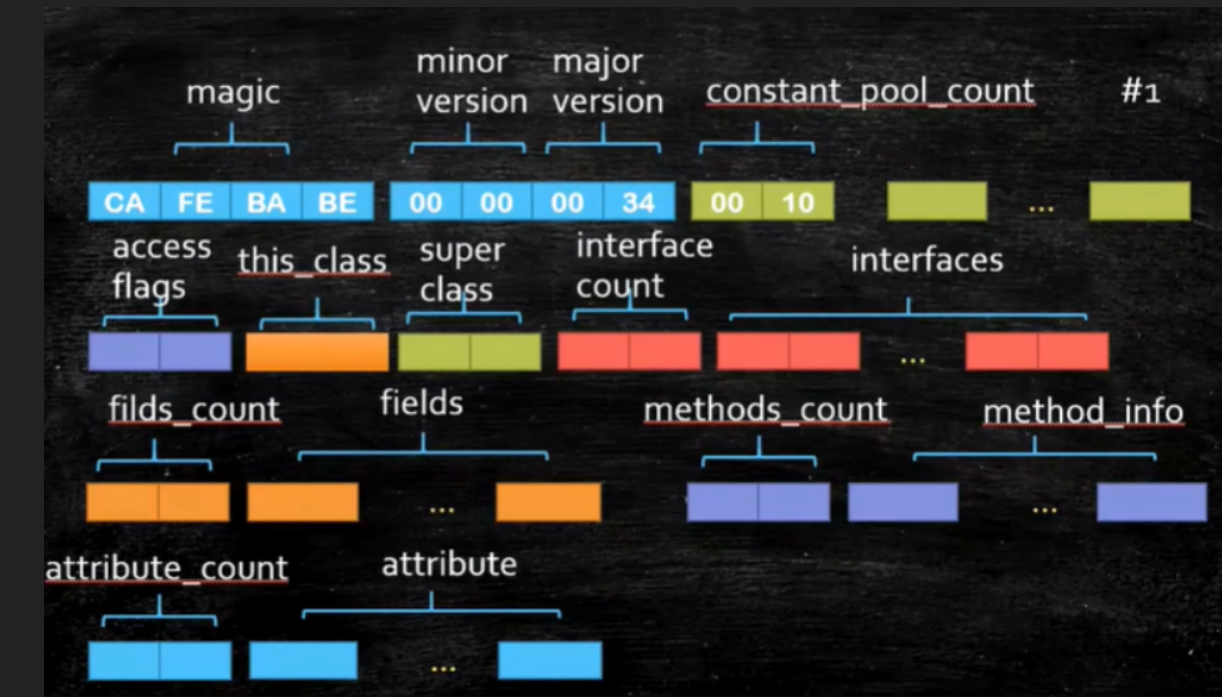 magic
minor version
major version
constant_pool_count
#1
CA FE BA BE 00 00 00 34 00 10 ...
access flags
this_class
super class
interface count
interfaces
...
filds_count
fields
methods_count
method_info
... ...
attribute_count
attribute
...